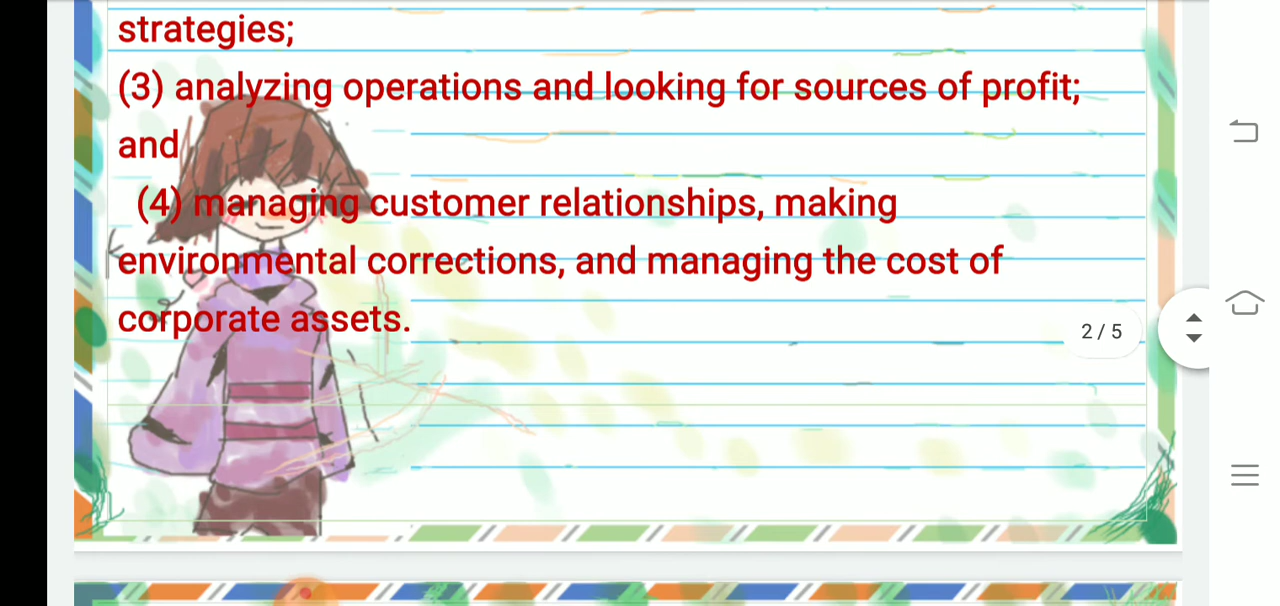 strategies;
(3) analyzing operations and looking for sources of profit;
and
(4) managing customer relationships, making
environmental corrections, and managing the cost of
corporate assets.
2 / 5